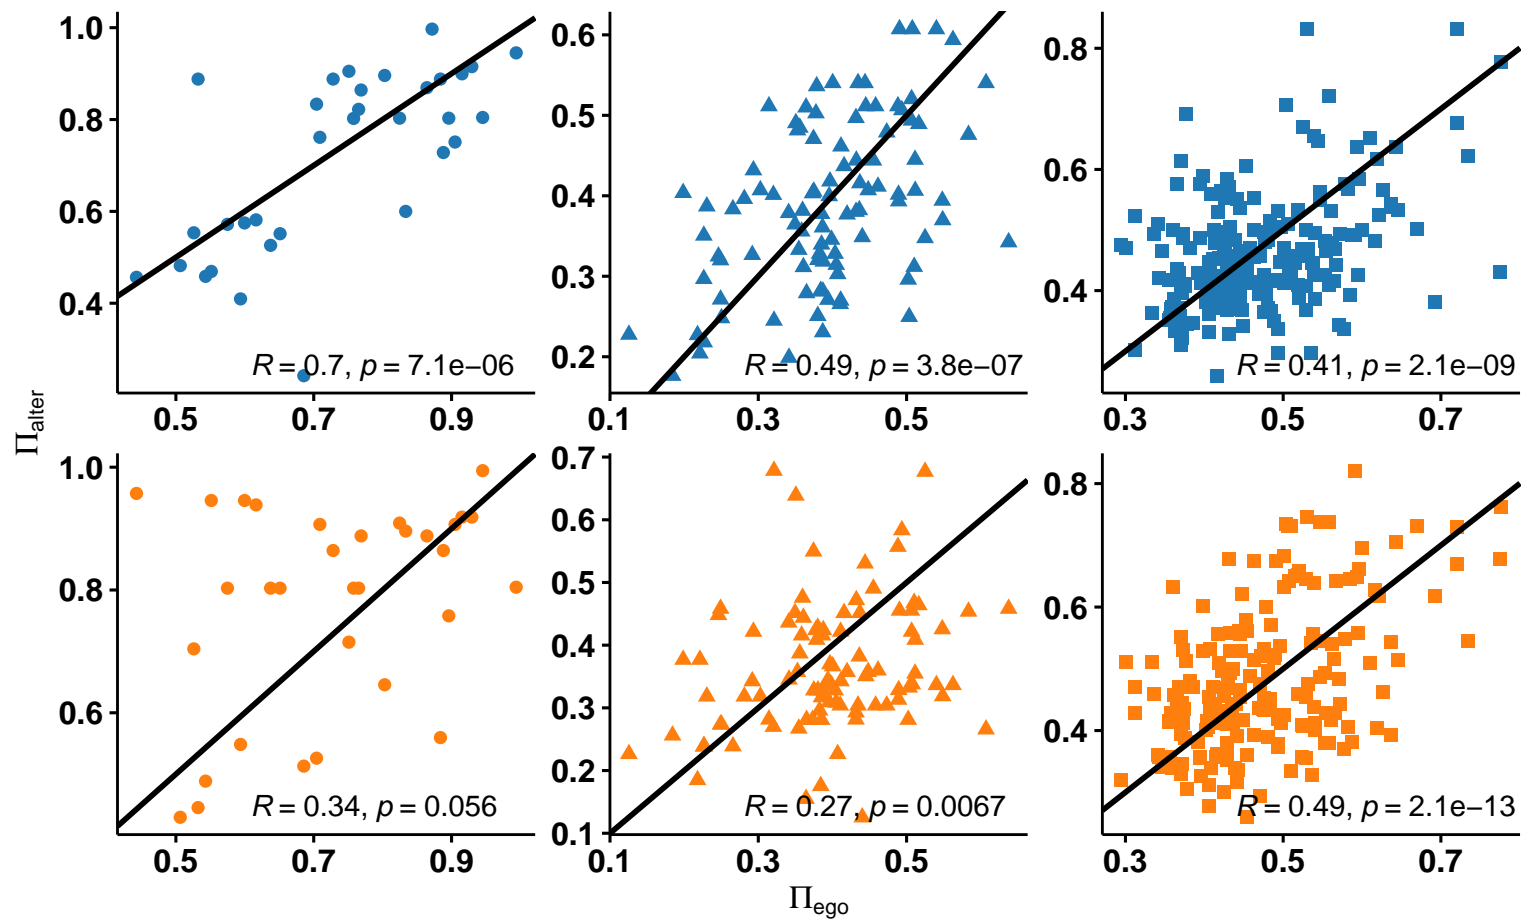 1.0
0.8
0.6
0.4
R = 0.7, p = 7.1e−06
0.5 0.7 0.9
0.6
0.5
0.4
0.3
0.2
R = 0.49, p = 3.8e−07
0.1 0.3 0.5
0.8
0.6
0.4
R = 0.41, p = 2.1e−09
0.3 0.5 0.7
Πalter
1.0
0.8
0.6
R = 0.34, p = 0.056
0.5 0.7 0.9
0.7
0.6
0.5
0.4
0.3
0.2
0.1
R = 0.27, p = 0.0067
0.1 0.3 0.5
0.8
0.6
0.4
R = 0.49, p = 2.1e−13
0.3 0.5 0.7
Πego